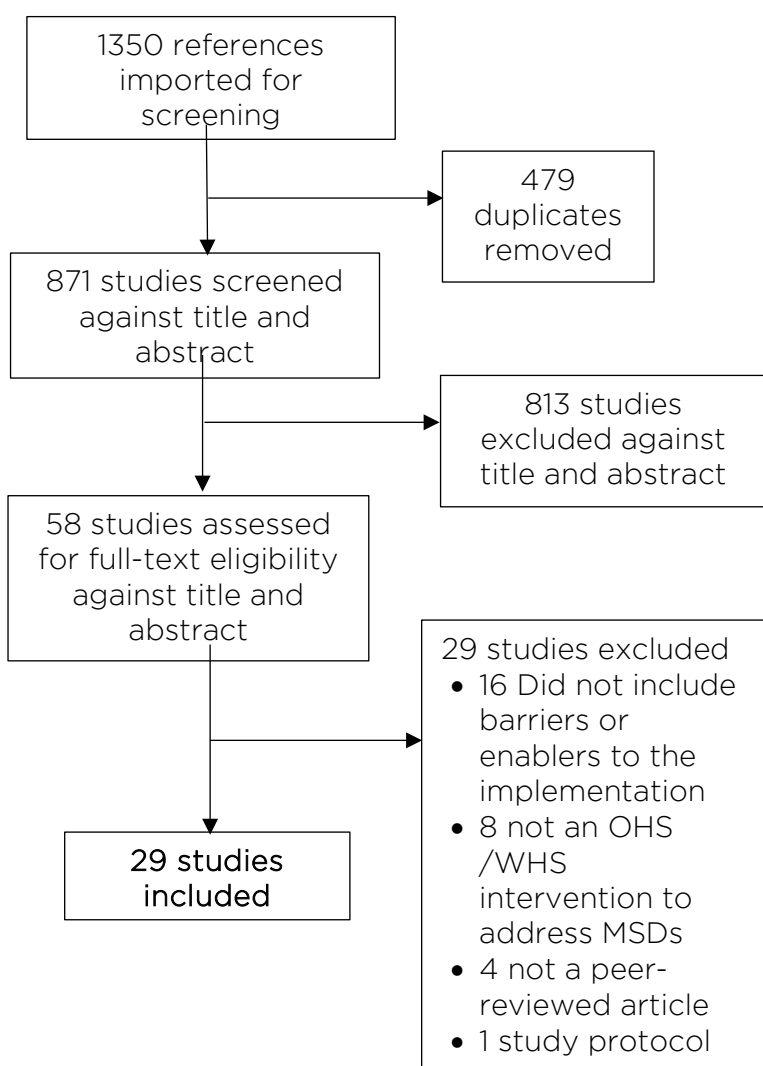 1350 references
imported for
screening
479
duplicates
removed
871 studies screened
against title and
abstract
813 studies
excluded against
title and abstract
58 studies assessed
for full-text eligibility
against title and
abstract
29 studies excluded
• 16 Did not include
barriers or
enablers to the
implementation
• 8 not an OHS
/WHS
intervention to
address MSDs
• 4 not a peer-
reviewed article
• 1 study protocol
29 studies
included